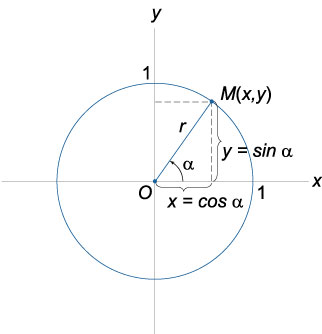 y
1
M(x,y)
r
α
y = sin α
O
1
x
x = cos α